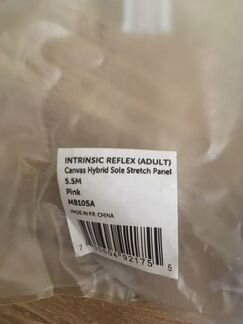 INTRINSIC REFLEX (ADULT)
Canvas Hybrid Sole Stretch Panel
5.5M
Pink
MB105A
MADE IN P.R. CHINA